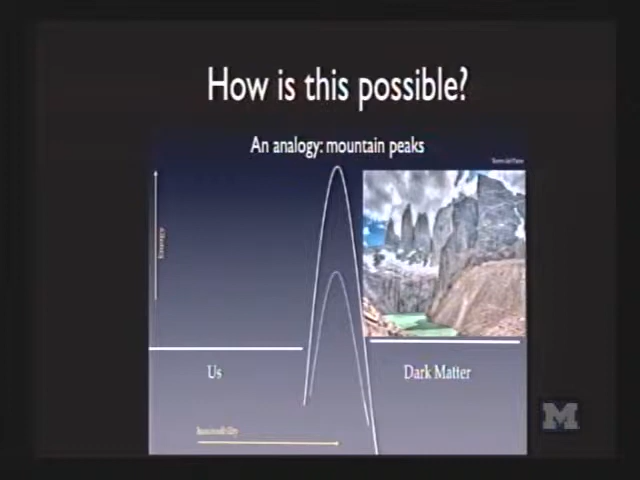 How is this possible?
An analogy: mountain peaks
Energy
Us
Dark Matter
M